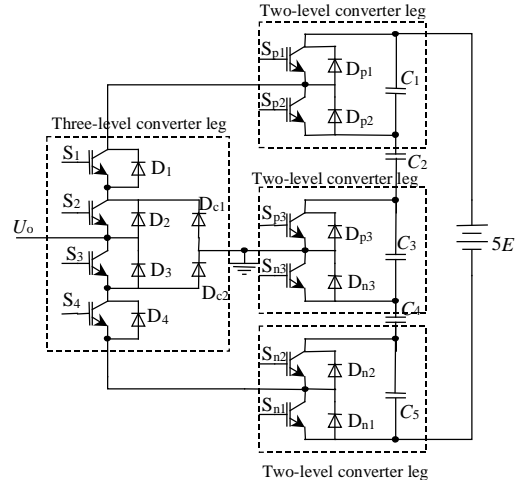 Two-level converter leg
Sp1
Dp1
C1
Sp2
Dp2
Three-level converter leg
S1
D1
C2
Two-level converter leg
S2
D2
Dc1
Sp3
Dp3
C3
Uo
5E
S3
D3
Dc2
Sn3
Dn3
S4
D4
C4
Sn2
Dn2
C5
Sn1
Dn1
Two-level converter leg